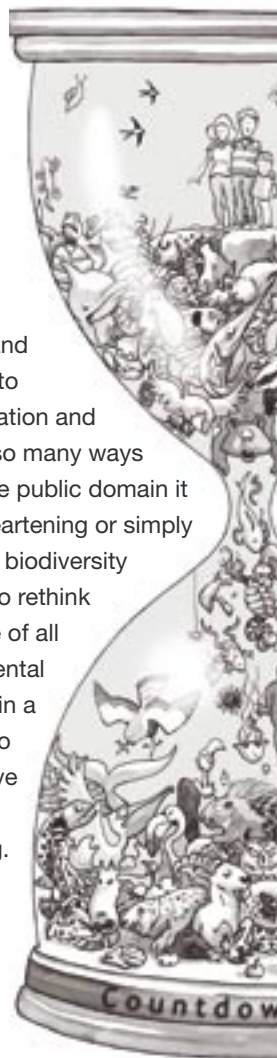 and
to
ation and
so many ways
e public domain it
eartening or simply
biodiversity
o rethink
e of all
ental
in a
o
ve
.
Countdow